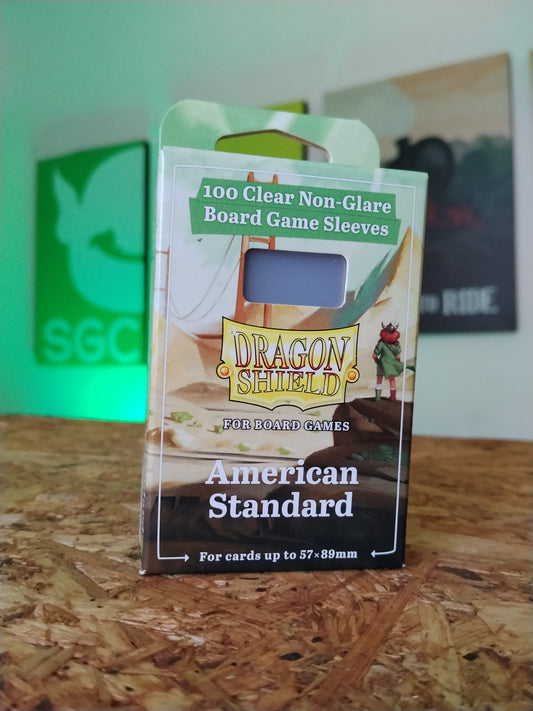 100 Clear Non-Glare
Board Game Sleeves
DRAGON
SHIELD
FOR BOARD GAMES
American
Standard
For cards up to 57×89mm
SGC
RIDE